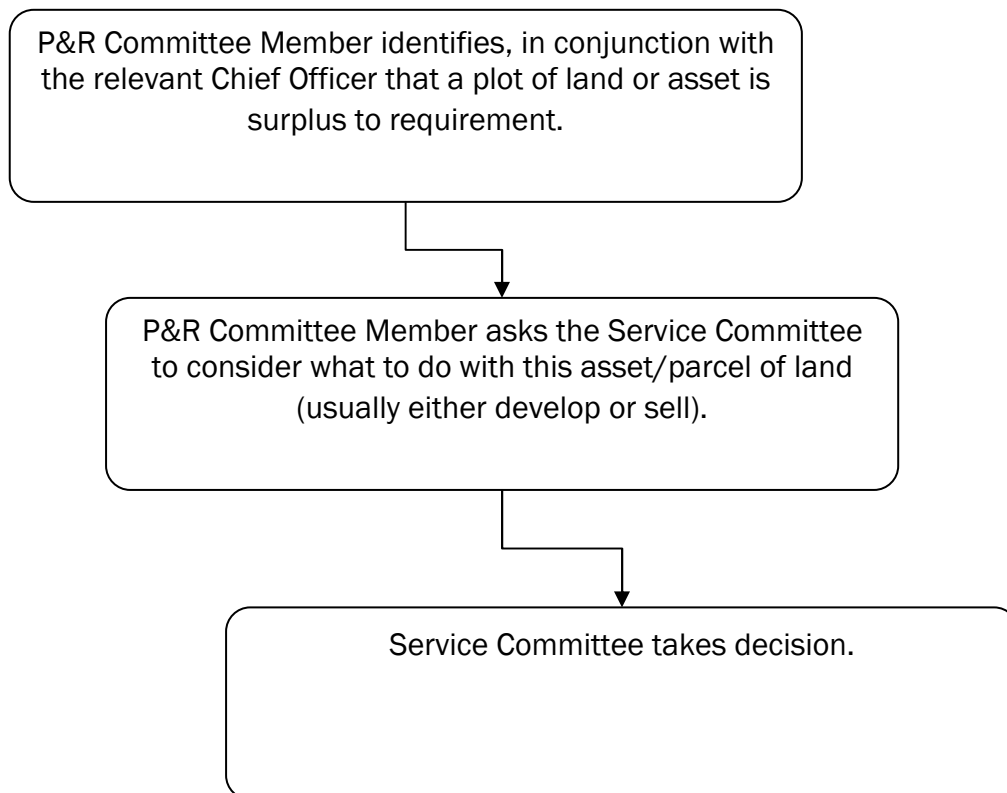 P&R Committee Member identifies, in conjunction with
the relevant Chief Officer that a plot of land or asset is
surplus to requirement.
P&R Committee Member asks the Service Committee
to consider what to do with this asset/parcel of land
(usually either develop or sell).
Service Committee takes decision.